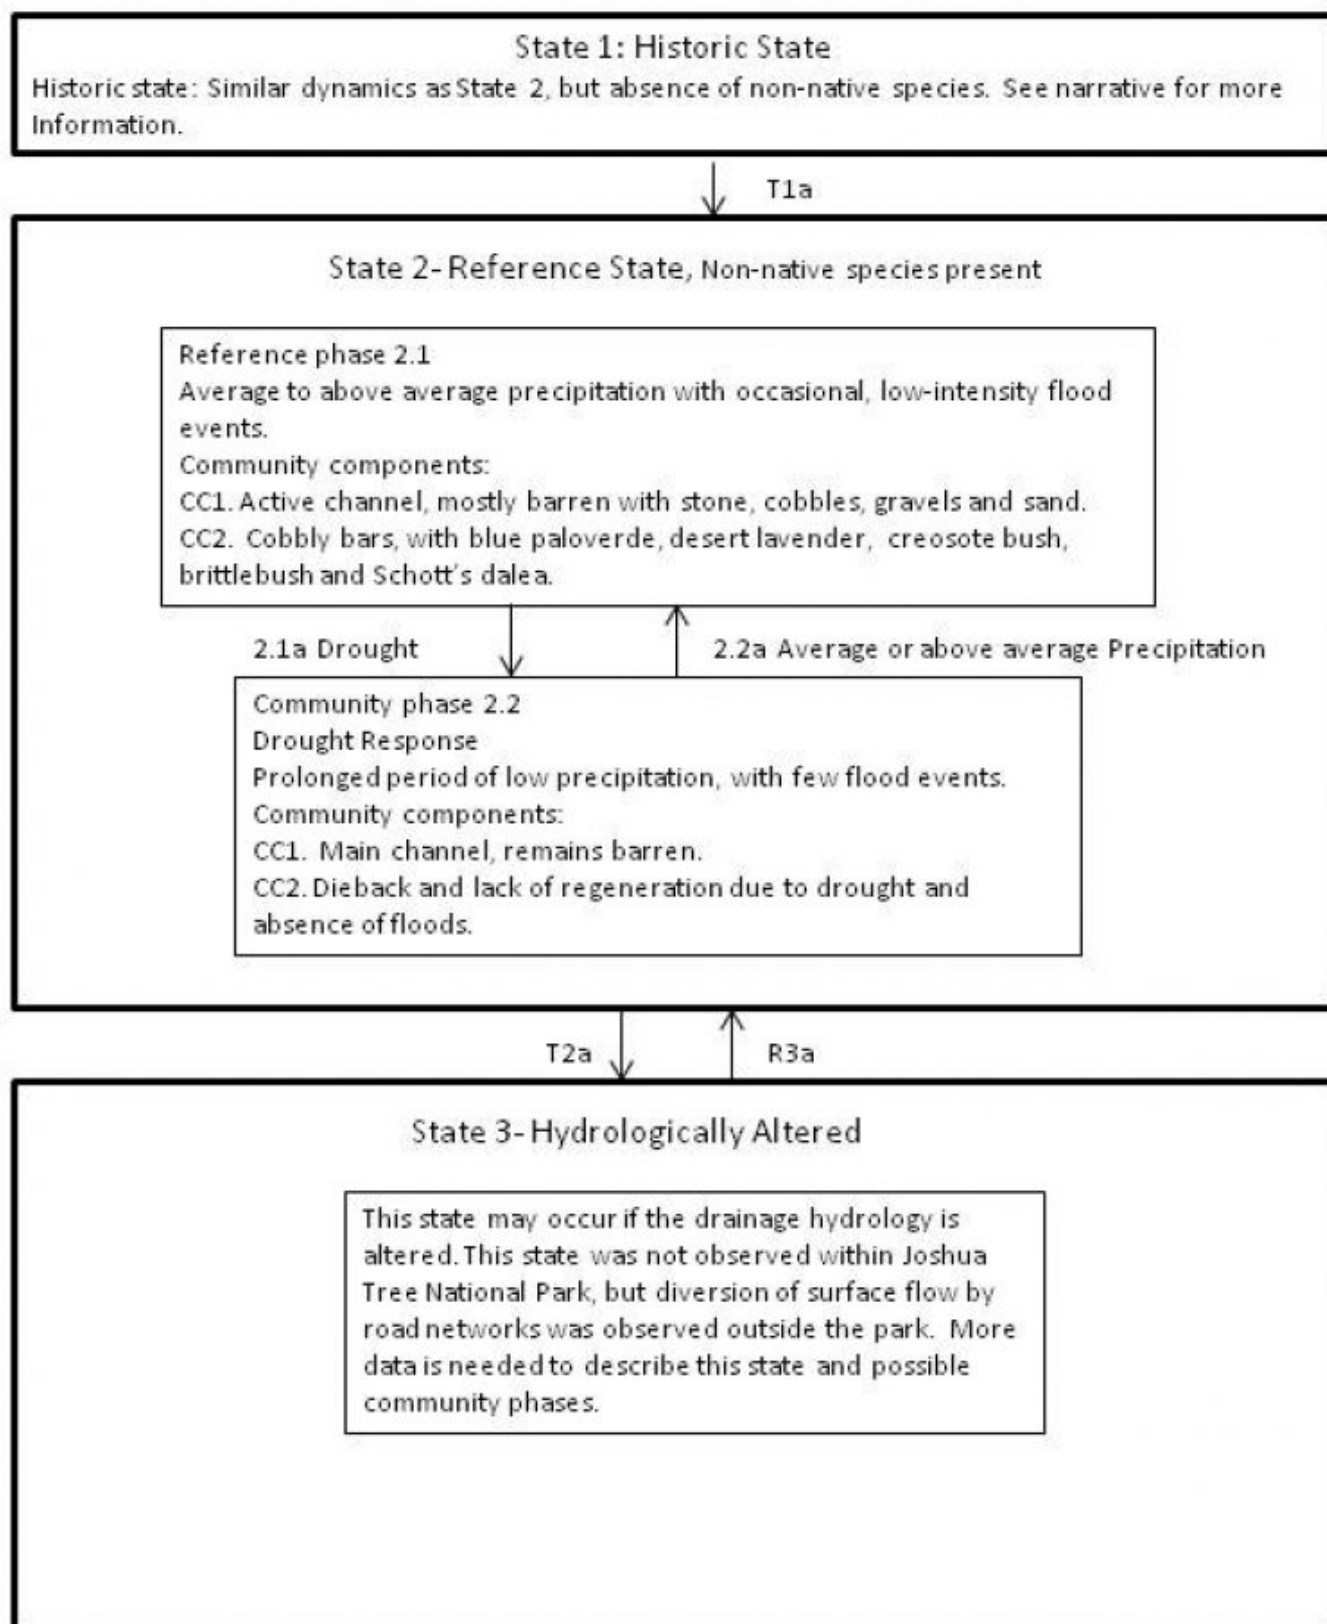 State 1: Historic State
Historic state: Similar dynamics as State 2, but absence of non-native species. See narrative for more
Information.
T1a
State 2- Reference State, Non-native species present
Reference phase 2.1
Average to above average precipitation with occasional, low-intensity flood
events.
Community components:
CC1. Active channel, mostly barren with stone, cobbles, gravels and sand.
CC2. Cobbly bars, with blue paloverde, desert lavender, creosote bush,
brittlebush and Schott's dalea.
2.1a Drought
2.2a Average or above average Precipitation
Community phase 2.2
Drought Response
Prolonged period of low precipitation, with few flood events.
Community components:
CC1. Main channel, remains barren.
CC2. Dieback and lack of regeneration due to drought and
absence of floods.
T2a
R3a
State 3- Hydrologically Altered
This state may occur if the drainage hydrology is
altered. This state was not observed within Joshua
Tree National Park, but diversion of surface flow by
road networks was observed outside the park. More
data is needed to describe this state and possible
community phases.